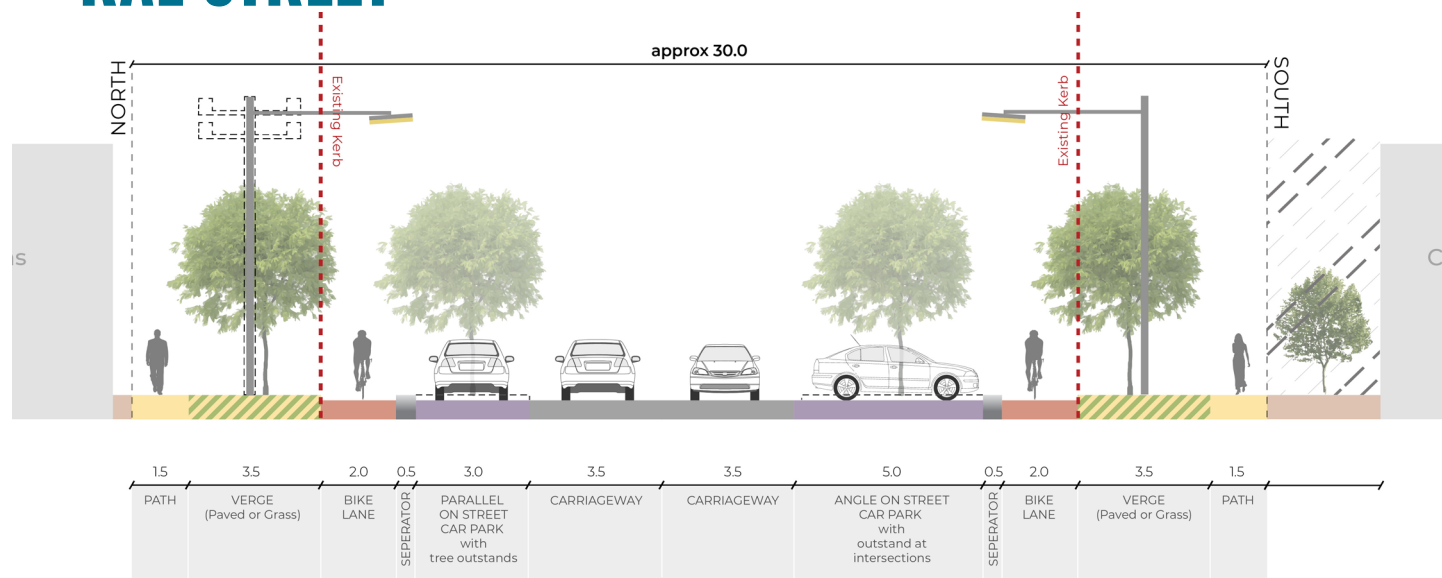 approx 30.0
NORTH
SOUTH
Existing Kerb
Existing Kerb
1.5
3.5
2.0
0.5
3.0
3.5
3.5
5.0
0.5
2.0
3.5
1.5
PATH
VERGE
(Paved or Grass)
BIKE
LANE
SEPERATOR
PARALLEL
ON STREET
CAR PARK
with
tree outstands
CARRIAGEWAY
CARRIAGEWAY
ANGLE ON STREET
CAR PARK
with
outstand at
intersections
SEPERATOR
BIKE
LANE
VERGE
(Paved or Grass)
PATH